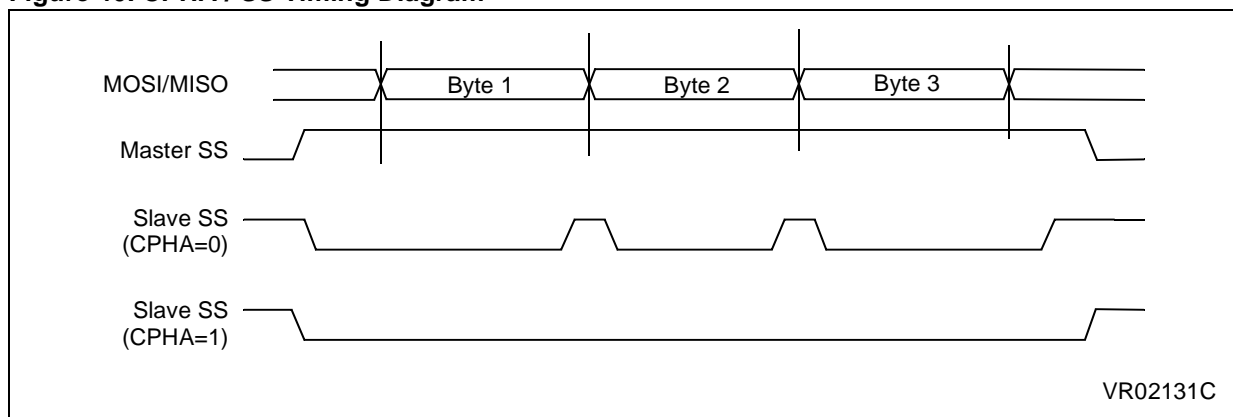 MOSI/MISO
Byte 1
Byte 2
Byte 3
Master SS
Slave SS
(CPHA=0)
Slave SS
(CPHA=1)
VR02131C